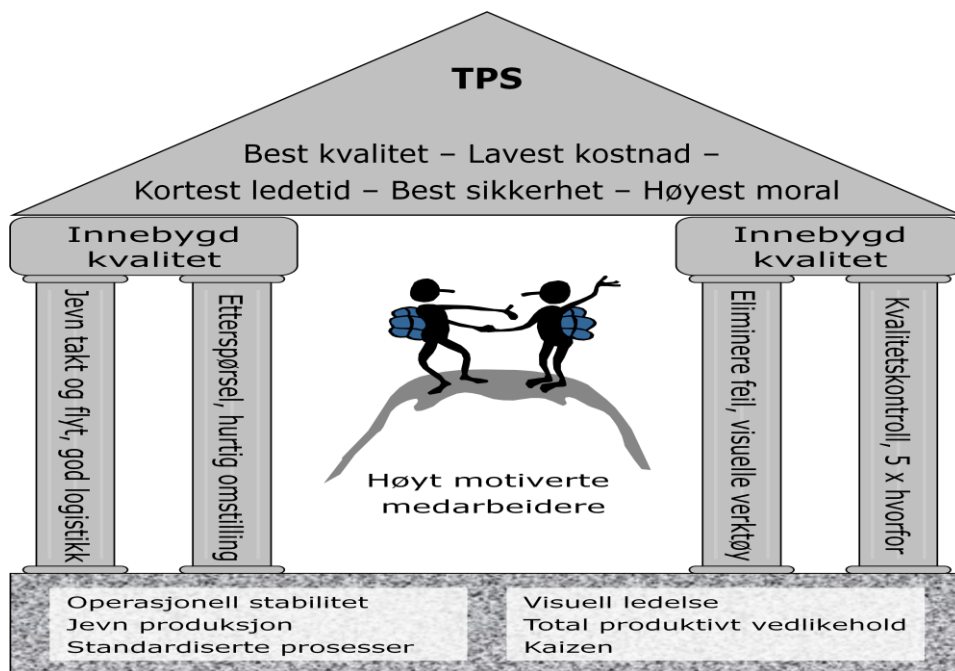 TPS
Best kvalitet – Lavest kostnad –
Kortest ledetid – Best sikkerhet – Høyest moral
Innebygd
kvalitet
Innebygd
kvalitet
Jevn takt og flyt, god logistikk
Etterspørsel, hurtig omstilling
Eliminere feil, visuelle verktøy
Kvalitetskontroll, 5 x hvorfor
Høyt motiverte
medarbeidere
Operasjonell stabilitet
Jevn produksjon
Standardiserte prosesser
Visuell ledelse
Total produktivt vedlikehold
Kaizen